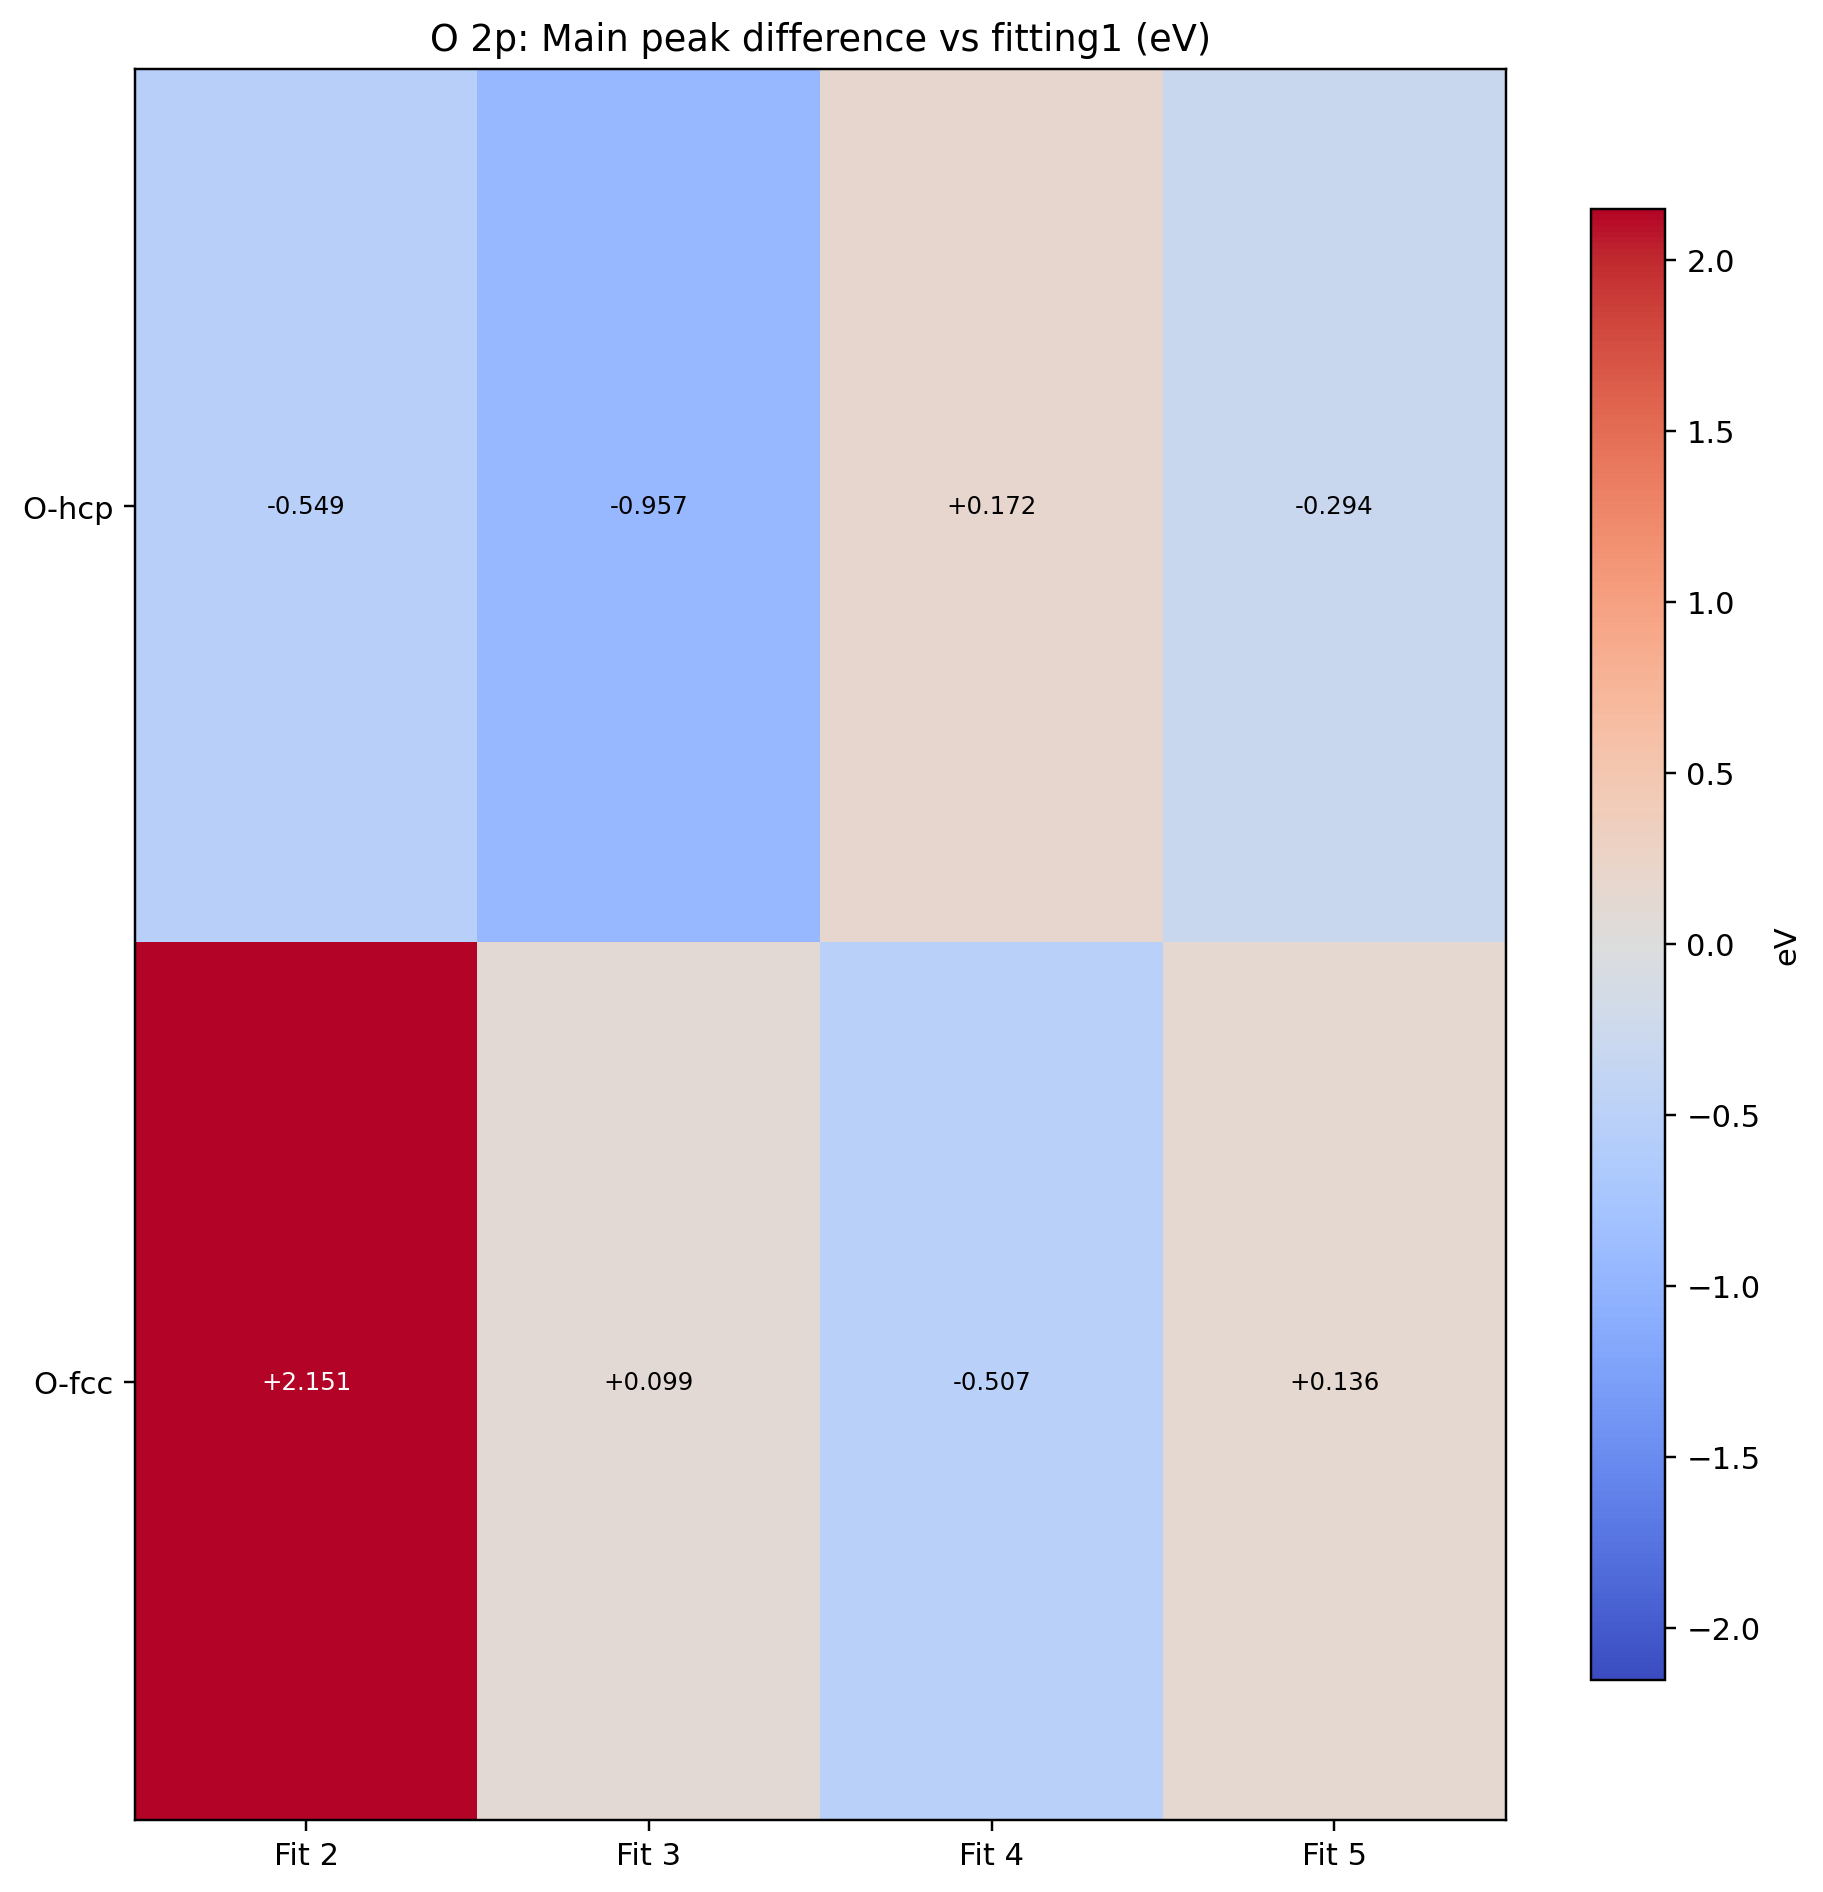 O 2p: Main peak difference vs fitting1 (eV)
O-hcp
-0.549
-0.957
+0.172
-0.294
O-fcc
+2.151
+0.099
-0.507
+0.136
Fit 2
Fit 3
Fit 4
Fit 5
2.0
1.5
1.0
0.5
0.0
−0.5
−1.0
−1.5
−2.0
eV